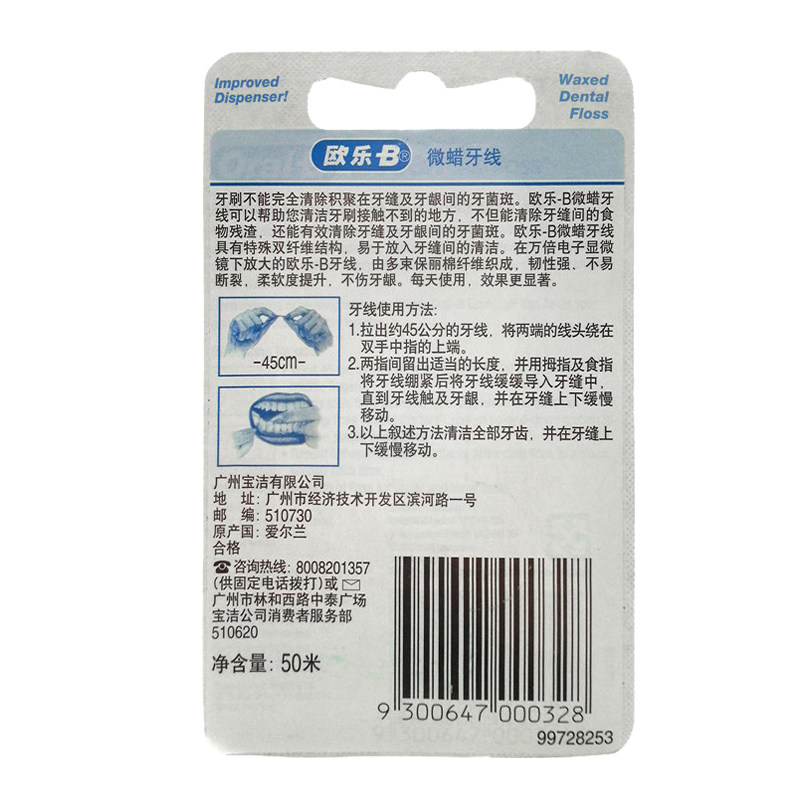 Improved
Dispenser!
Waxed
Dental
Floss
欧乐-B® 微蜡牙线
牙刷不能完全清除积聚在牙缝及牙龈间的牙菌斑。欧乐-B微蜡牙
线可以帮助您清洁牙刷接触不到的地方，不但能清除牙缝间的食
物残渣，还能有效清除牙缝及牙龈间的牙菌斑。欧乐-B微蜡牙线
具有特殊双纤维结构，易于放入牙缝间的清洁。在万倍电子显微
镜下放大的欧乐-B牙线，由多束保丽棉纤维织成，韧性强、不易
断裂，柔软度提升，不伤牙龈。每天使用，效果更显著。
-45cm-
牙线使用方法:
1.拉出约45公分的牙线，将两端的线头绕在
双手中指的上端。
2.两指间留出适当的长度，并用拇指及食指
将牙线绷紧后将牙线缓缓导入牙缝中，
直到牙线触及牙龈，并在牙缝上下缓慢
移动。
3.以上叙述方法清洁全部牙齿，并在牙缝上
下缓慢移动。
广州宝洁有限公司
地 址: 广州市经济技术开发区滨河路一号
邮 编: 510730
原产国: 爱尔兰
合格
☎咨询热线: 8008201357
(供固定电话拨打)或✉
广州市林和西路中泰广场
宝洁公司消费者服务部
510620
净含量: 50米
9 300647 000328
99728253